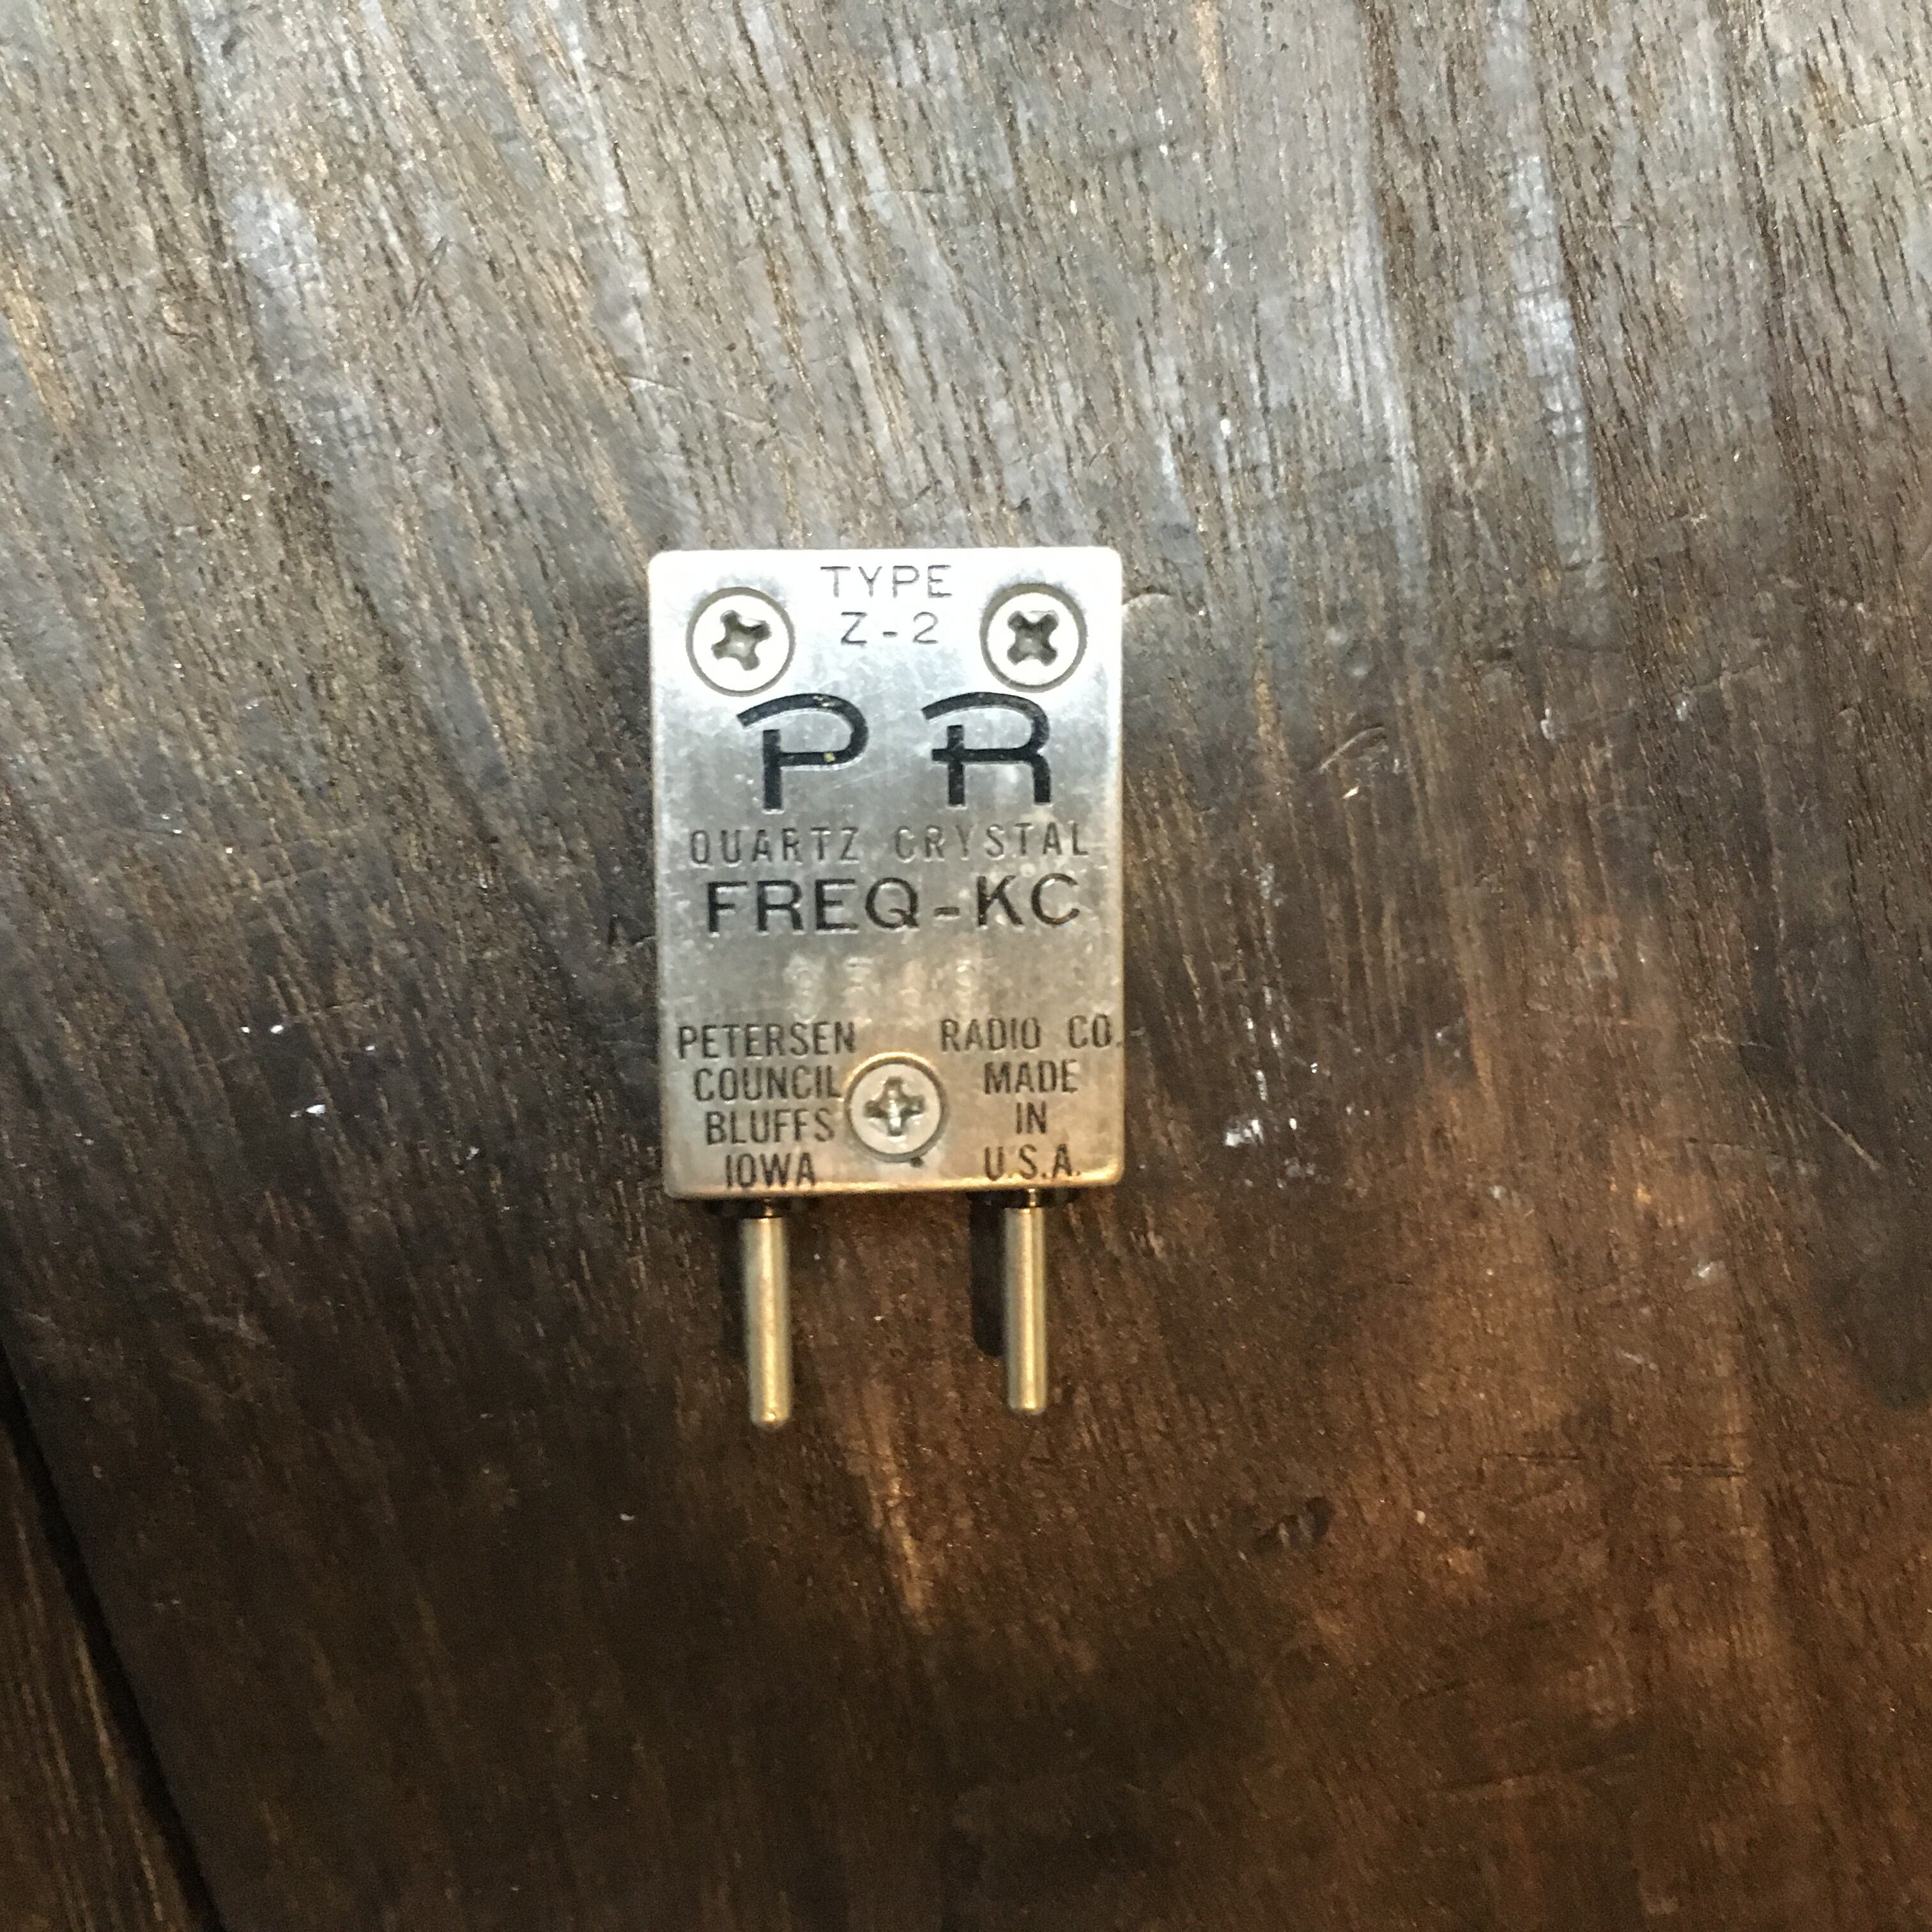 TYPE
Z-2
PR
QUARTZ CRYSTAL
FREQ-KC
PETERSEN RADIO CO.
COUNCIL MADE
BLUFFS IN
IOWA U.S.A.